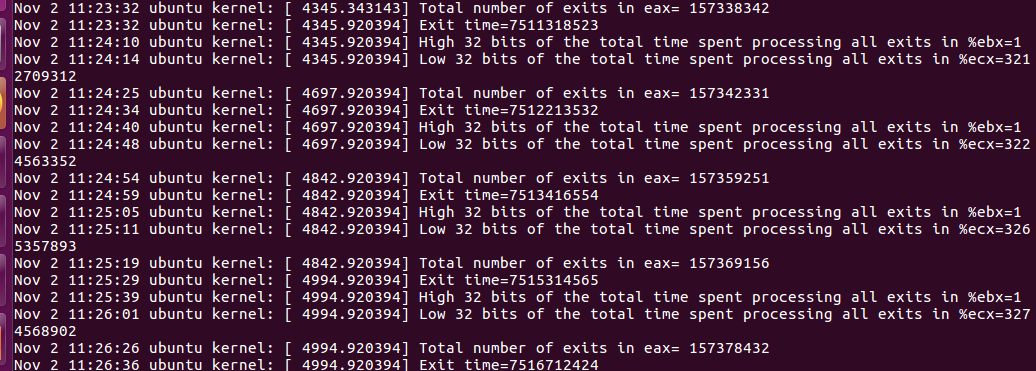 Nov 2 11:23:32 ubuntu kernel: [ 4345.343143] Total number of exits in eax= 157338342
Nov 2 11:23:32 ubuntu kernel: [ 4345.920394] Exit time=7511318523
Nov 2 11:24:10 ubuntu kernel: [ 4345.920394] High 32 bits of the total time spent processing all exits in %ebx=1
Nov 2 11:24:14 ubuntu kernel: [ 4345.920394] Low 32 bits of the total time spent processing all exits in %ecx=321
2709312
Nov 2 11:24:25 ubuntu kernel: [ 4697.920394] Total number of exits in eax= 157342331
Nov 2 11:24:34 ubuntu kernel: [ 4697.920394] Exit time=7512213532
Nov 2 11:24:40 ubuntu kernel: [ 4697.920394] High 32 bits of the total time spent processing all exits in %ebx=1
Nov 2 11:24:48 ubuntu kernel: [ 4697.920394] Low 32 bits of the total time spent processing all exits in %ecx=322
4563352
Nov 2 11:24:54 ubuntu kernel: [ 4842.920394] Total number of exits in eax= 157359251
Nov 2 11:24:59 ubuntu kernel: [ 4842.920394] Exit time=7513416554
Nov 2 11:25:05 ubuntu kernel: [ 4842.920394] High 32 bits of the total time spent processing all exits in %ebx=1
Nov 2 11:25:11 ubuntu kernel: [ 4842.920394] Low 32 bits of the total time spent processing all exits in %ecx=326
5357893
Nov 2 11:25:19 ubuntu kernel: [ 4842.920394] Total number of exits in eax= 157369156
Nov 2 11:25:29 ubuntu kernel: [ 4994.920394] Exit time=7515314565
Nov 2 11:25:39 ubuntu kernel: [ 4994.920394] High 32 bits of the total time spent processing all exits in %ebx=1
Nov 2 11:26:01 ubuntu kernel: [ 4994.920394] Low 32 bits of the total time spent processing all exits in %ecx=327
4568902
Nov 2 11:26:26 ubuntu kernel: [ 4994.920394] Total number of exits in eax= 157378432
Nov 2 11:26:36 ubuntu kernel: [ 4994.920394] Exit time=7516712424